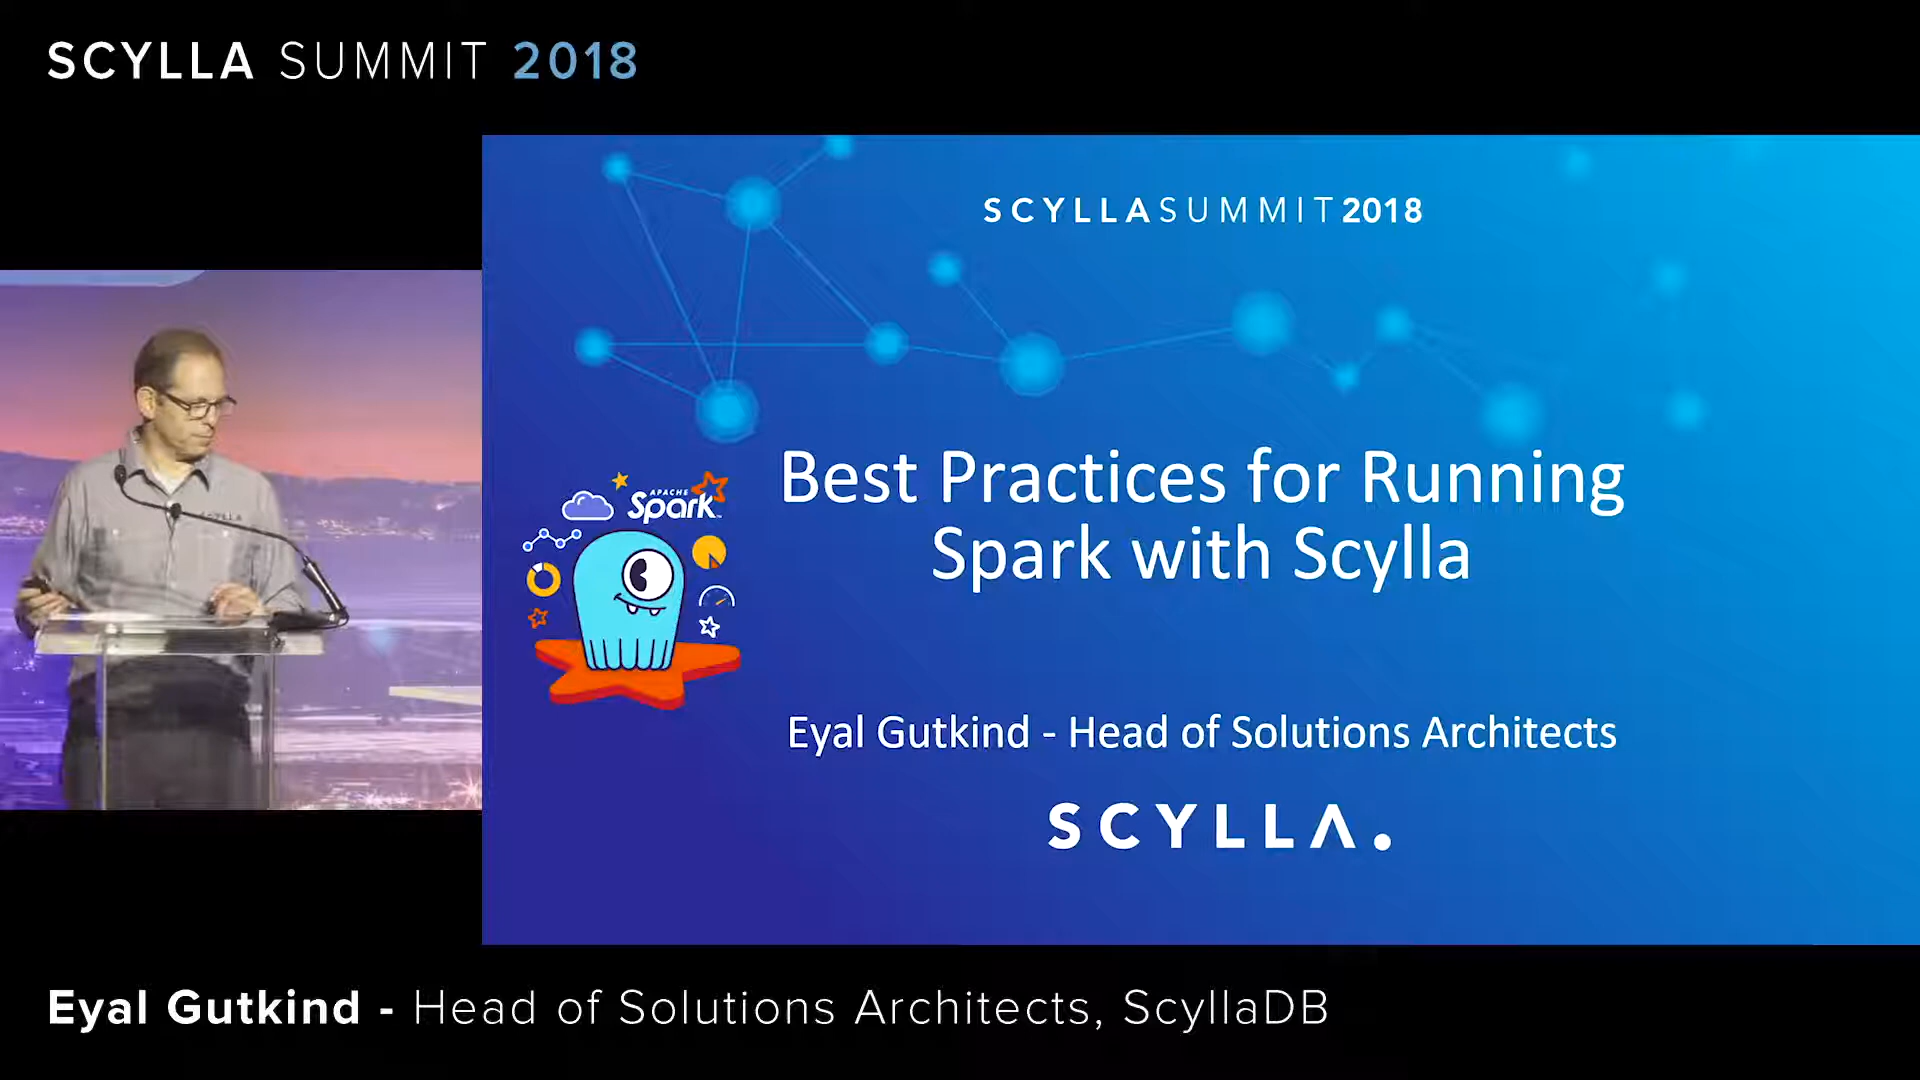 SCYLLA SUMMIT 2018
SCYLLASUMMIT2018
APACHE
Spark™
Best Practices for Running
Spark with Scylla
Eyal Gutkind - Head of Solutions Architects
SCYLLA.
Eyal Gutkind - Head of Solutions Architects, ScyllaDB